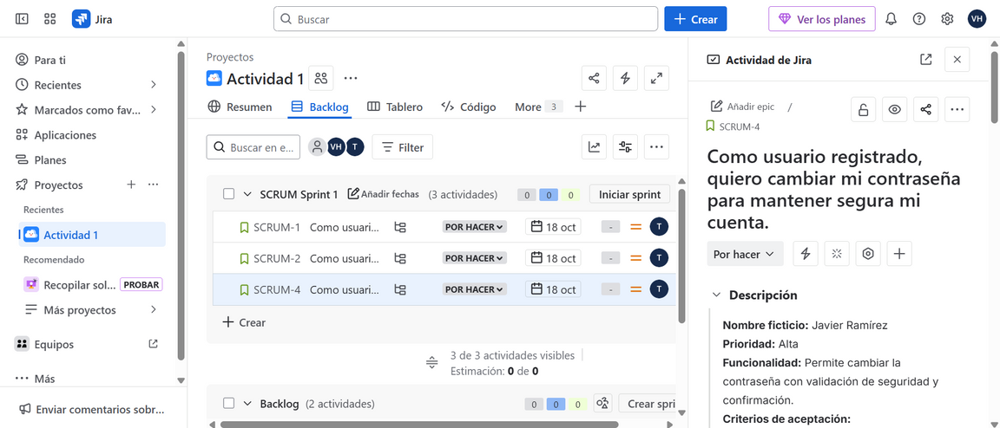 Jira
Buscar
Crear
Ver los planes
VH
Para ti
Recientes
Marcados como fav...
Aplicaciones
Planes
Proyectos
Recientes
Actividad 1
Recomendado
Recopilar sol...
PROBAR
Más proyectos
Equipos
Más
Enviar comentarios sobr...
Proyectos
Actividad 1
Resumen
Backlog
Tablero
Código
More 3
Buscar en e...
VH
T
Filter
SCRUM Sprint 1 Añadir fechas (3 actividades) 0 0 0 Iniciar sprint
SCRUM-1 Como usuari... POR HACER 18 oct - T
SCRUM-2 Como usuari... POR HACER 18 oct - T
SCRUM-4 Como usuari... POR HACER 18 oct - T
Crear
3 de 3 actividades visibles
Estimación: 0 de 0
Backlog (2 actividades) 0 0 0 Crear spri
Actividad de Jira
Añadir epic /
SCRUM-4
Como usuario registrado,
quiero cambiar mi contraseña
para mantener segura mi
cuenta.
Por hacer
Descripción
Nombre ficticio: Javier Ramírez
Prioridad: Alta
Funcionalidad: Permite cambiar la
contraseña con validación de seguridad y
confirmación.
Criterios de aceptación: